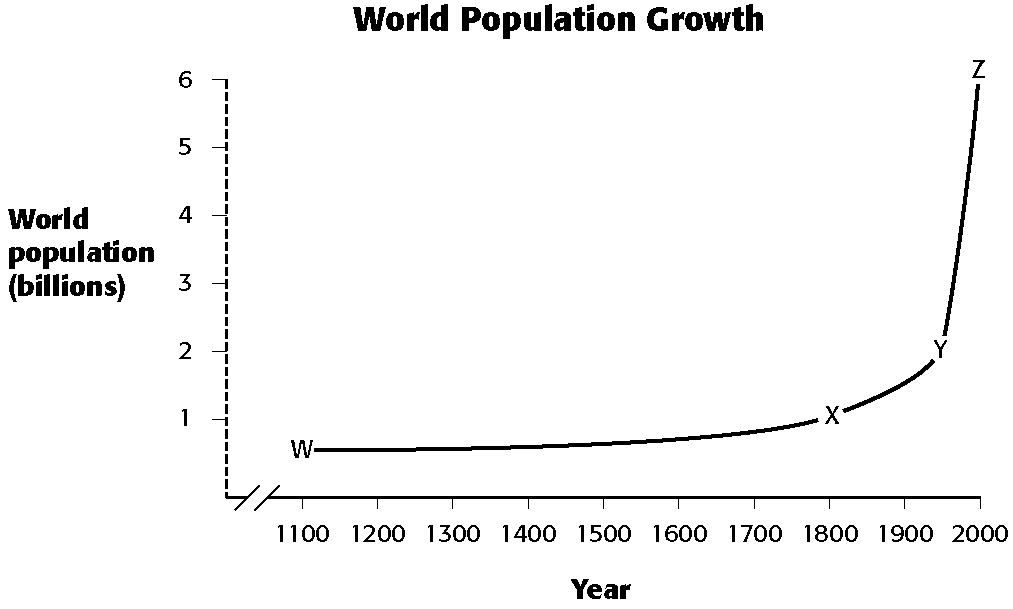 World Population Growth
Z
6
5
4
World
population
(billions)
3
2
Y
1
X
W
1100 1200 1300 1400 1500 1600 1700 1800 1900 2000
Year